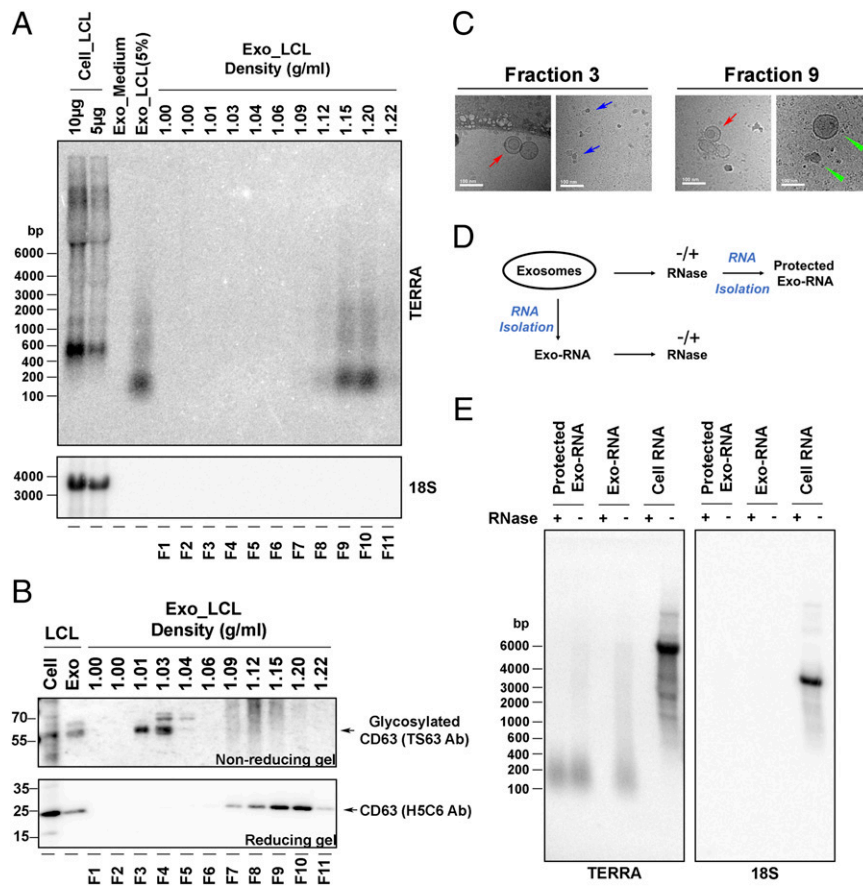 A
Cell_LCL
Exo_LCL
Density (g/ml)
10µg
5µg
Exo_Medium
Exo_LCL(5%)
1.00
1.00
1.01
1.03
1.04
1.06
1.09
1.12
1.15
1.20
1.22
bp
6000
4000
3000
2000
1000
600
400
200
100
TERRA
4000
3000
18S
F1
F2
F3
F4
F5
F6
F7
F8
F9
F10
F11
B
LCL
Exo_LCL
Density (g/ml)
Cell
Exo
1.00
1.00
1.01
1.03
1.04
1.06
1.09
1.12
1.15
1.20
1.22
70
55
Glycosylated
CD63 (TS63 Ab)
Non-reducing gel
35
25
15
CD63 (H5C6 Ab)
Reducing gel
F1
F2
F3
F4
F5
F6
F7
F8
F9
F10
F11
C
Fraction 3
Fraction 9
100 nm
100 nm
100 nm
100 nm
D
Exosomes
-/+
RNase
RNA
Isolation
Protected
Exo-RNA
RNA
Isolation
Exo-RNA
-/+
RNase
E
Protected
Exo-RNA
Exo-RNA
Cell RNA
Protected
Exo-RNA
Exo-RNA
Cell RNA
RNase + - + - + - + - + - + -
bp
6000
4000
3000
2000
1000
600
400
200
100
TERRA
18S